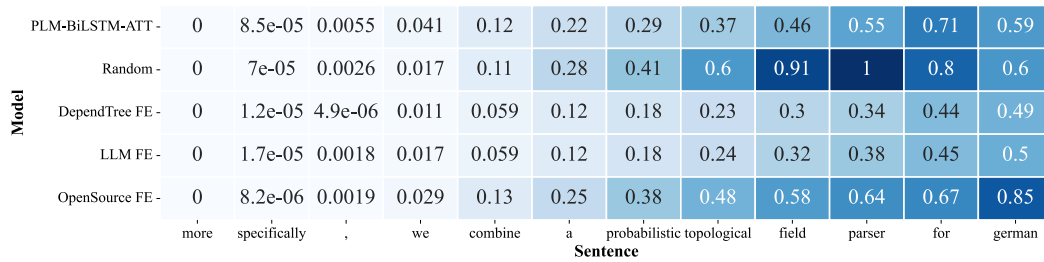 PLM-BiLSTM-ATT - 0 8.5e-05 0.0055 0.041 0.12 0.22 0.29 0.37 0.46 0.55 0.71 0.59
Random - 0 7e-05 0.0026 0.017 0.11 0.28 0.41 0.6 0.91 1 0.8 0.6
DependTree FE - 0 1.2e-05 4.9e-06 0.011 0.059 0.12 0.18 0.23 0.3 0.34 0.44 0.49
LLM FE - 0 1.7e-05 0.0018 0.017 0.059 0.12 0.18 0.24 0.32 0.38 0.45 0.5
OpenSource FE - 0 8.2e-06 0.0019 0.029 0.13 0.25 0.38 0.48 0.58 0.64 0.67 0.85
Model
more specifically , we combine a probabilistic topological field parser for german
Sentence